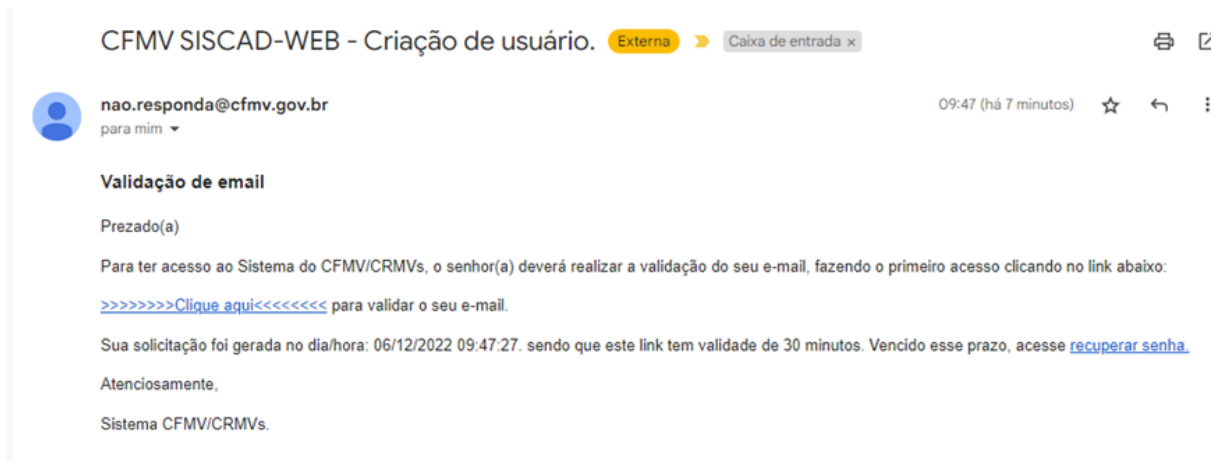 CFMV SISCAD-WEB - Criação de usuário. Externa Caixa de entrada x
nao.responda@cfmv.gov.br 09:47 (há 7 minutos)
para mim
Validação de email
Prezado(a)
Para ter acesso ao Sistema do CFMV/CRMVs, o senhor(a) deverá realizar a validação do seu e-mail, fazendo o primeiro acesso clicando no link abaixo:
>>>>>>>>Clique aqui<<<<<<<< para validar o seu e-mail.
Sua solicitação foi gerada no dia/hora: 06/12/2022 09:47:27. sendo que este link tem validade de 30 minutos. Vencido esse prazo, acesse recuperar senha.
Atenciosamente,
Sistema CFMV/CRMVs.